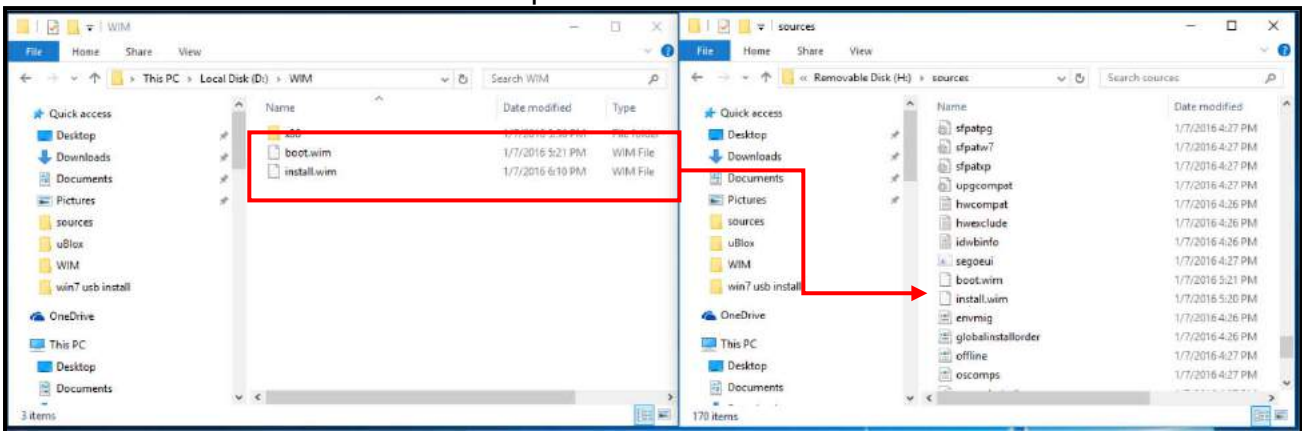 WIM
File Home Share View
This PC > Local Disk (D:) > WIM
Search WIM
Name Date modified Type
Quick access
Desktop
Downloads
Documents
Pictures
sources
uBlox
WIM
win7 usb install
OneDrive
This PC
Desktop
Documents
boot.wim 1/7/2016 5:21 PM WIM File
install.wim 1/7/2016 6:10 PM WIM File
3 items
sources
File Home Share View
« Removable Disk (H:) > sources
Search sources
Name Date modified
Quick access
Desktop
Downloads
Documents
Pictures
sources
uBlox
WIM
win7 usb install
OneDrive
This PC
Desktop
Documents
sfpatpg 1/7/2016 4:27 PM
sfpatw7 1/7/2016 4:27 PM
sfpatxp 1/7/2016 4:27 PM
upgcompat 1/7/2016 4:27 PM
hwcompat 1/7/2016 4:26 PM
hwexclude 1/7/2016 4:26 PM
idwbinfo 1/7/2016 4:26 PM
segoeui 1/7/2016 4:27 PM
boot.wim 1/7/2016 5:21 PM
install.wim 1/7/2016 5:20 PM
envmig 1/7/2016 4:26 PM
globalinstallorder 1/7/2016 4:26 PM
offline 1/7/2016 4:27 PM
oscomps 1/7/2016 4:27 PM
170 items